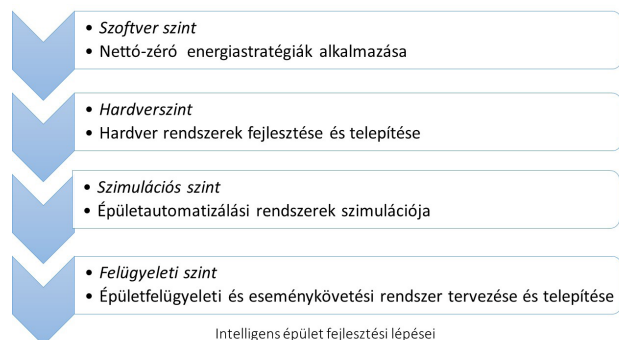 • Szoftver szint
• Nettó-zéró energiastratégiák alkalmazása
• Hardverszint
• Hardver rendszerek fejlesztése és telepítése
• Szimulációs szint
• Épületautomatizálási rendszerek szimulációja
• Felügyeleti szint
• Épületfelügyeleti és eseménykövetési rendszer tervezése és telepítése
Intelligens épület fejlesztési lépései